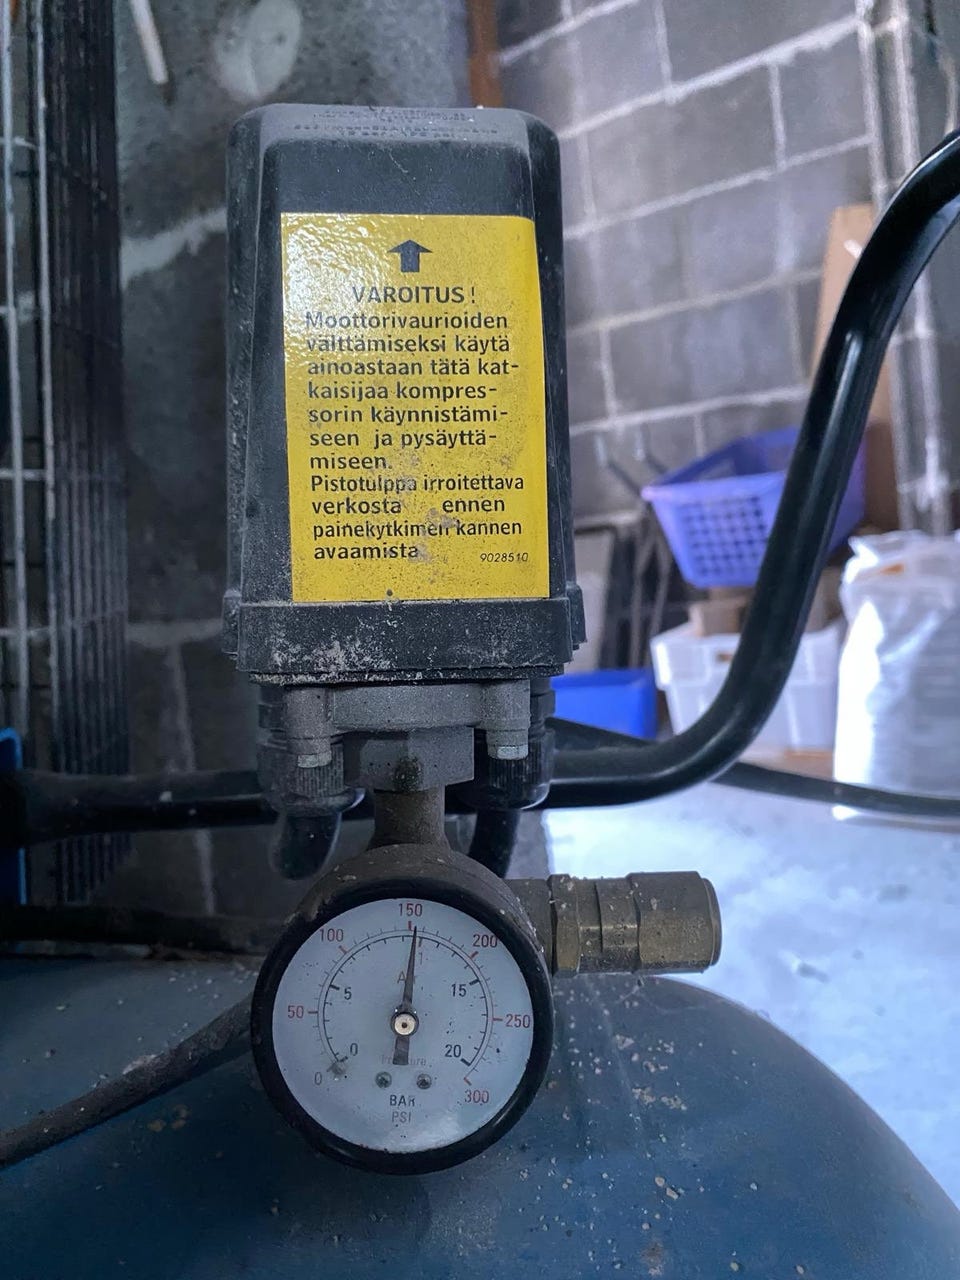 VAROITUS!
Moottorivaurioiden
välttämiseksi käytä
ainoastaan tätä kat-
kaisijaa kompres-
sorin käynnistämi-
seen ja pysäyttä-
miseen.
Pistotulppa irroitettava
verkosta ennen
painekytkimen kannen
avaamista
9028510
150
100
200
5
15
50
250
0
20
0
300
BAR
PSI